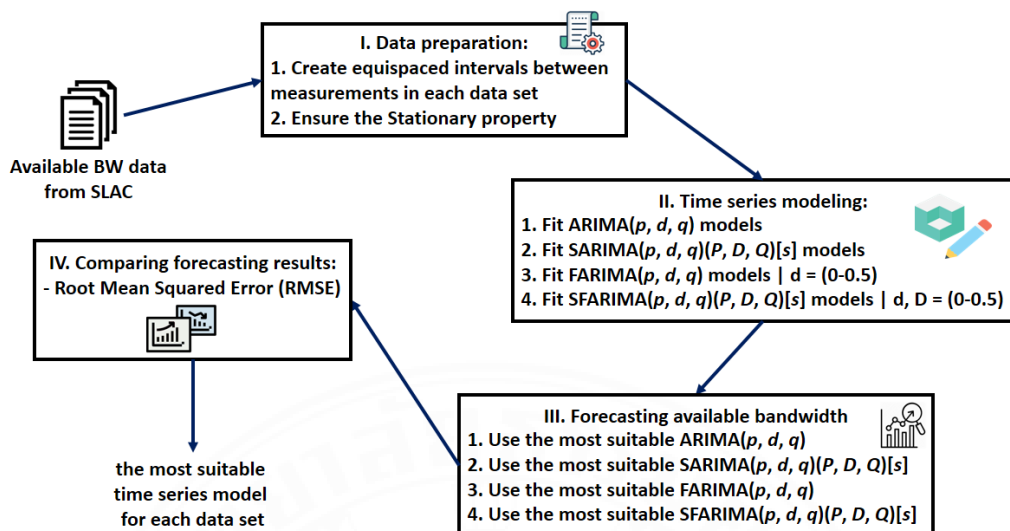 Available BW data
from SLAC
I. Data preparation:
1. Create equispaced intervals between
measurements in each data set
2. Ensure the Stationary property
II. Time series modeling:
1. Fit ARIMA(p, d, q) models
2. Fit SARIMA(p, d, q)(P, D, Q)[s] models
3. Fit FARIMA(p, d, q) models | d = (0-0.5)
4. Fit SFARIMA(p, d, q)(P, D, Q)[s] models | d, D = (0-0.5)
III. Forecasting available bandwidth
1. Use the most suitable ARIMA(p, d, q)
2. Use the most suitable SARIMA(p, d, q)(P, D, Q)[s]
3. Use the most suitable FARIMA(p, d, q)
4. Use the most suitable SFARIMA(p, d, q)(P, D, Q)[s]
IV. Comparing forecasting results:
- Root Mean Squared Error (RMSE)
the most suitable
time series model
for each data set